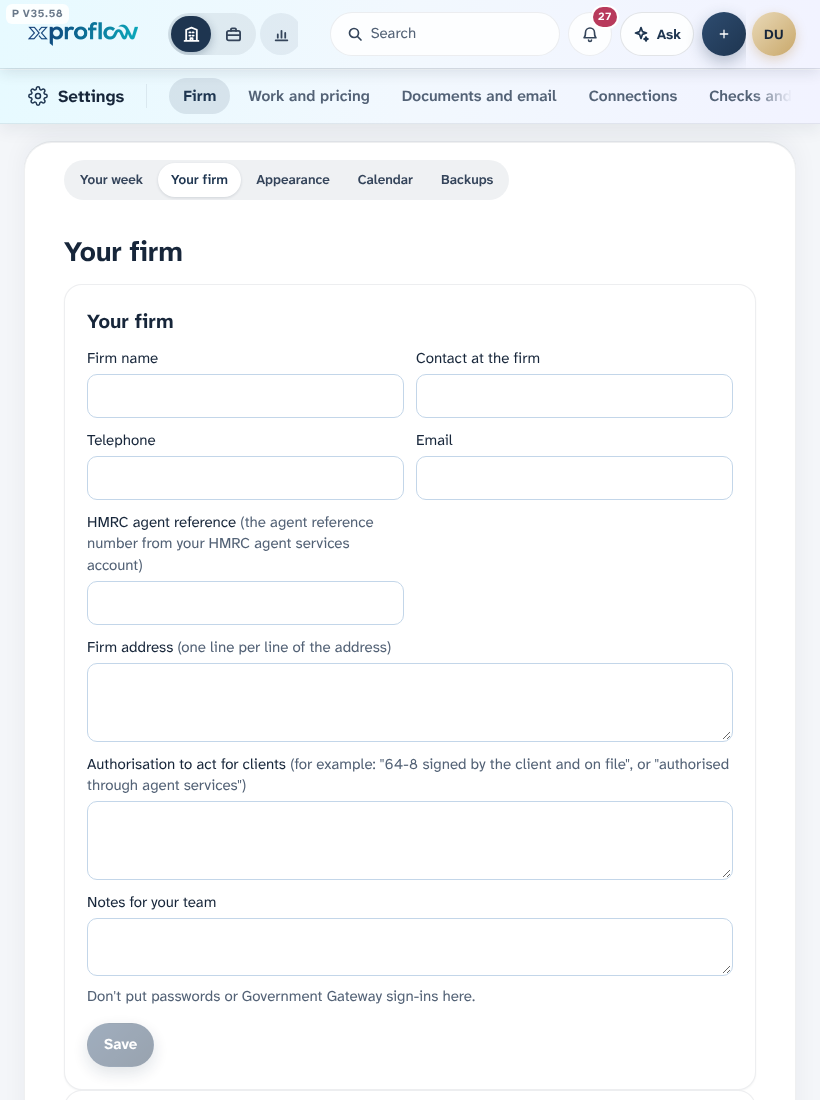 P V35.58
xproflow
Search
27
Ask
+
DU
Settings
Firm
Work and pricing
Documents and email
Connections
Checks and
Your week
Your firm
Appearance
Calendar
Backups
Your firm
Your firm
Firm name
Contact at the firm
Telephone
Email
HMRC agent reference (the agent reference
number from your HMRC agent services
account)
Firm address (one line per line of the address)
Authorisation to act for clients (for example: "64-8 signed by the client and on file", or "authorised
through agent services")
Notes for your team
Don't put passwords or Government Gateway sign-ins here.
Save